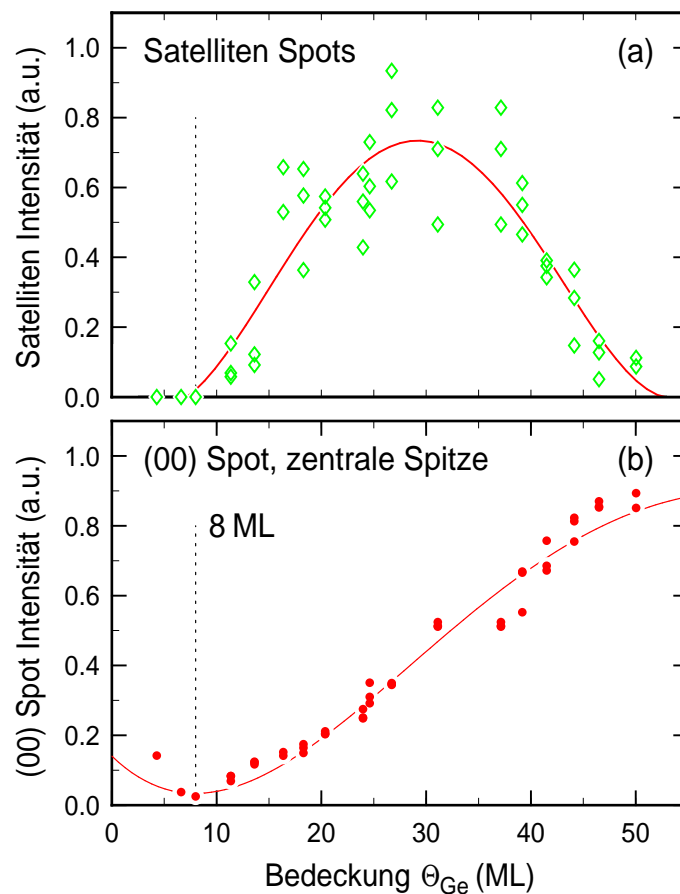 Satelliten Spots (a)
Satelliten Intensität (a.u.)
1.0
0.8
0.6
0.4
0.2
0.0
(00) Spot, zentrale Spitze (b)
8 ML
(00) Spot Intensität (a.u.)
1.0
0.8
0.6
0.4
0.2
0.0
0 10 20 30 40 50
Bedeckung Θ_Ge (ML)